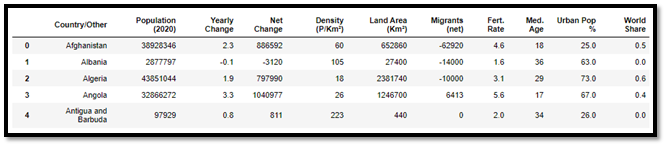 Country/Other Population (2020) Yearly Change Net Change Density (P/Km²) Land Area (Km²) Migrants (net) Fert. Rate Med. Age Urban Pop % World Share
0 Afghanistan 38928346 2.3 886592 60 652860 -62920 4.6 18 25.0 0.5
1 Albania 2877797 -0.1 -3120 105 27400 -14000 1.6 36 63.0 0.0
2 Algeria 43851044 1.9 797990 18 2381740 -10000 3.1 29 73.0 0.6
3 Angola 32866272 3.3 1040977 26 1246700 6413 5.6 17 67.0 0.4
4 Antigua and Barbuda 97929 0.8 811 223 440 0 2.0 34 26.0 0.0